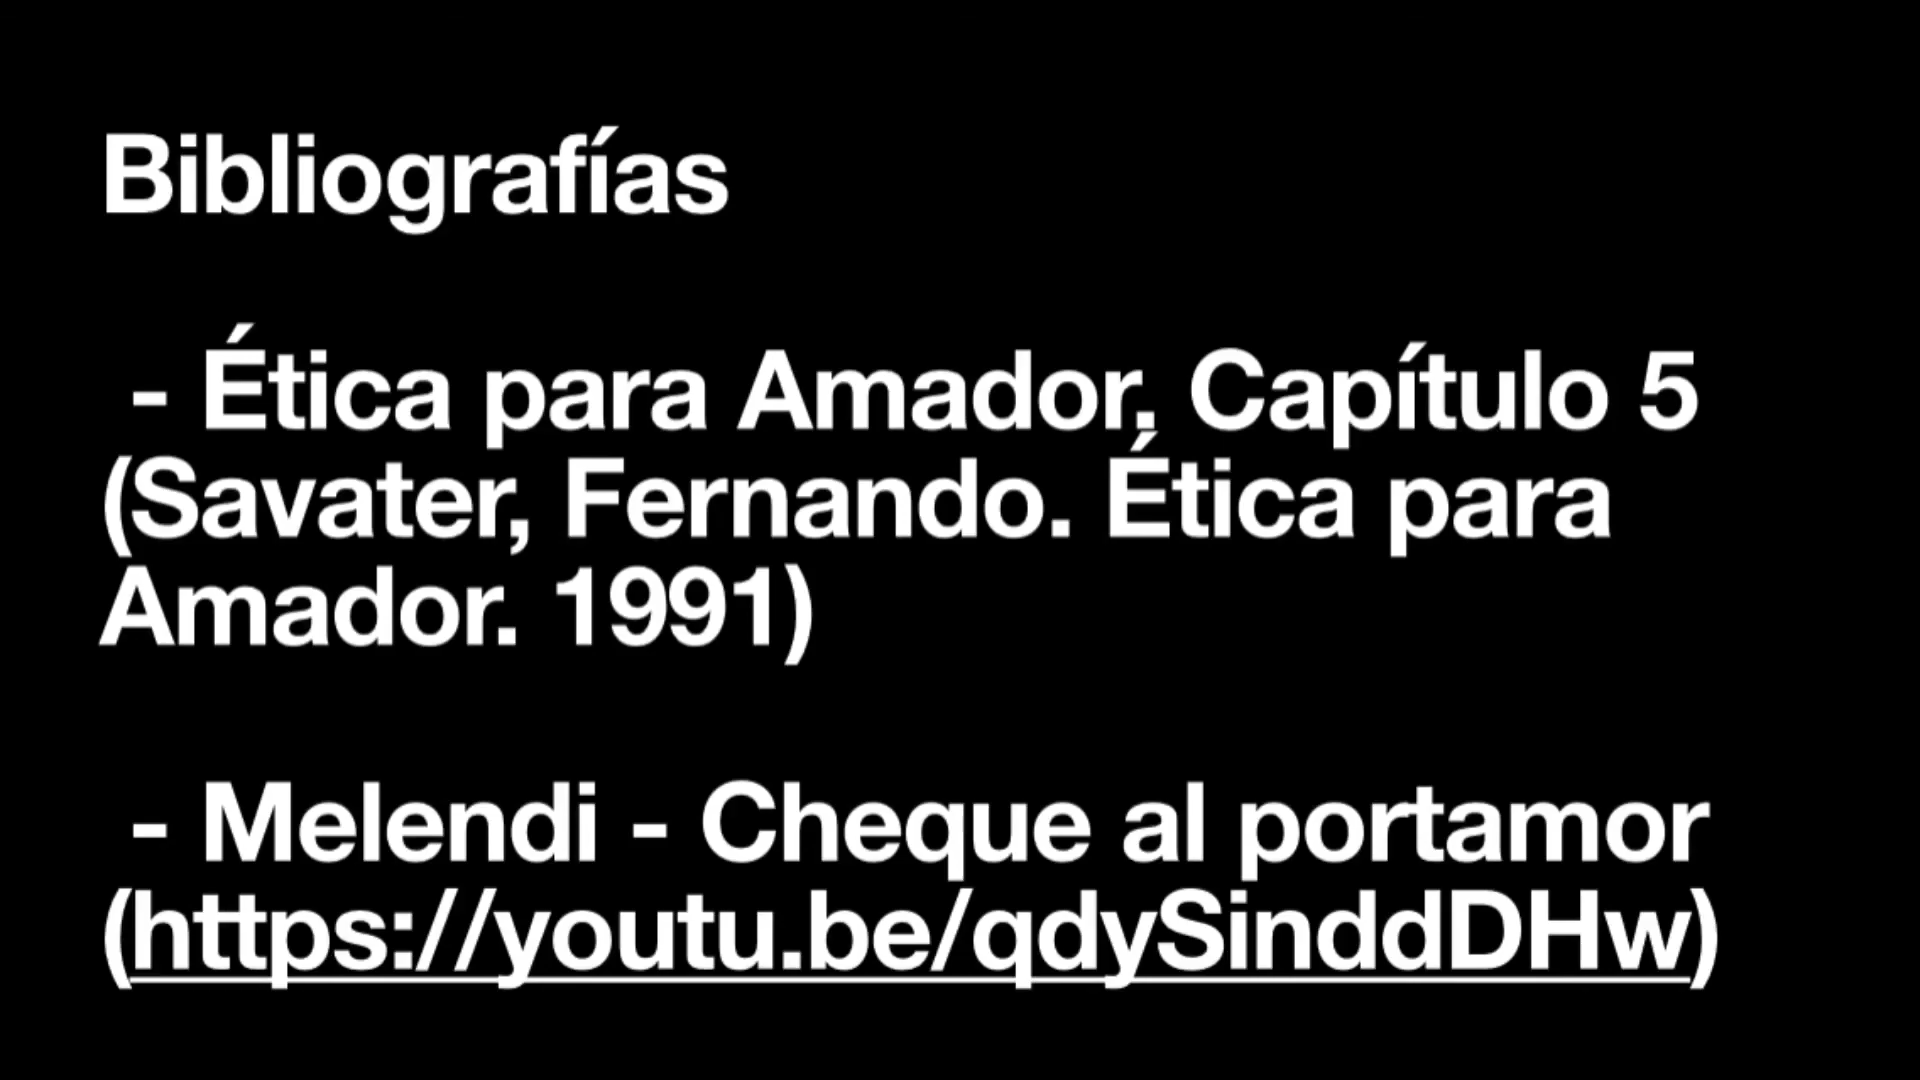 Bibliografías
- Ética para Amador, Capítulo 5
(Savater, Fernando. Ética para
Amador. 1991)
- Melendi - Cheque al portamor
(https://youtu.be/qdySinddDHw)